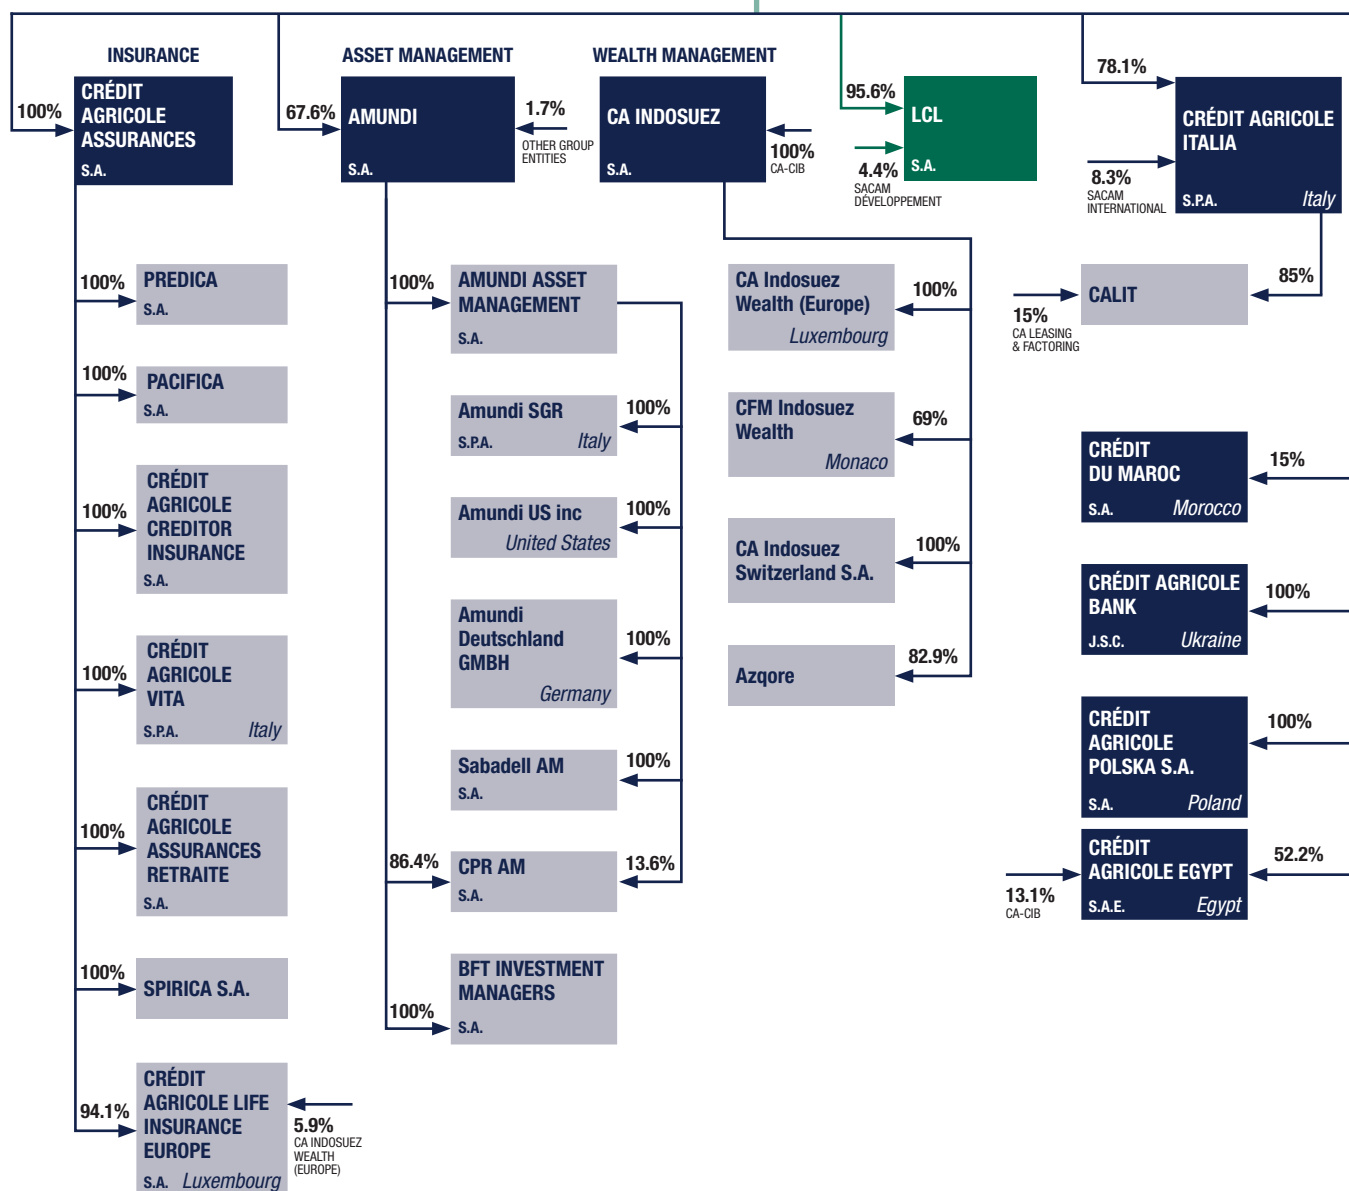 INSURANCE
100%
CRÉDIT
AGRICOLE
ASSURANCES
S.A.
100%
PREDICA
S.A.
100%
PACIFICA
S.A.
100%
CRÉDIT
AGRICOLE
CREDITOR
INSURANCE
S.A.
100%
CRÉDIT
AGRICOLE
VITA
S.P.A. Italy
100%
CRÉDIT
AGRICOLE
ASSURANCES
RETRAITE
S.A.
100%
SPIRICA S.A.
94.1%
CRÉDIT
AGRICOLE LIFE
INSURANCE
EUROPE
S.A. Luxembourg
5.9%
CA INDOSUEZ
WEALTH
(EUROPE)
ASSET MANAGEMENT
67.6%
AMUNDI
S.A.
1.7%
OTHER GROUP
ENTITIES
100%
AMUNDI ASSET
MANAGEMENT
S.A.
Amundi SGR
S.P.A. Italy
100%
Amundi US inc
United States
100%
Amundi
Deutschland
GMBH
Germany
100%
Sabadell AM
S.A.
100%
86.4%
CPR AM
S.A.
13.6%
100%
BFT INVESTMENT
MANAGERS
S.A.
WEALTH MANAGEMENT
CA INDOSUEZ
S.A.
100%
CA-CIB
CA Indosuez
Wealth (Europe)
Luxembourg
100%
CFM Indosuez
Wealth
Monaco
69%
CA Indosuez
Switzerland S.A.
100%
Azqore
82.9%
95.6%
LCL
S.A.
4.4%
SACAM
DÉVELOPPEMENT
78.1%
CRÉDIT AGRICOLE
ITALIA
S.P.A. Italy
8.3%
SACAM
INTERNATIONAL
CALIT
85%
15%
CA LEASING
& FACTORING
CRÉDIT
DU MAROC
S.A. Morocco
15%
CRÉDIT AGRICOLE
BANK
J.S.C. Ukraine
100%
CRÉDIT
AGRICOLE
POLSKA S.A.
S.A. Poland
100%
CRÉDIT
AGRICOLE EGYPT
S.A.E. Egypt
52.2%
13.1%
CA-CIB